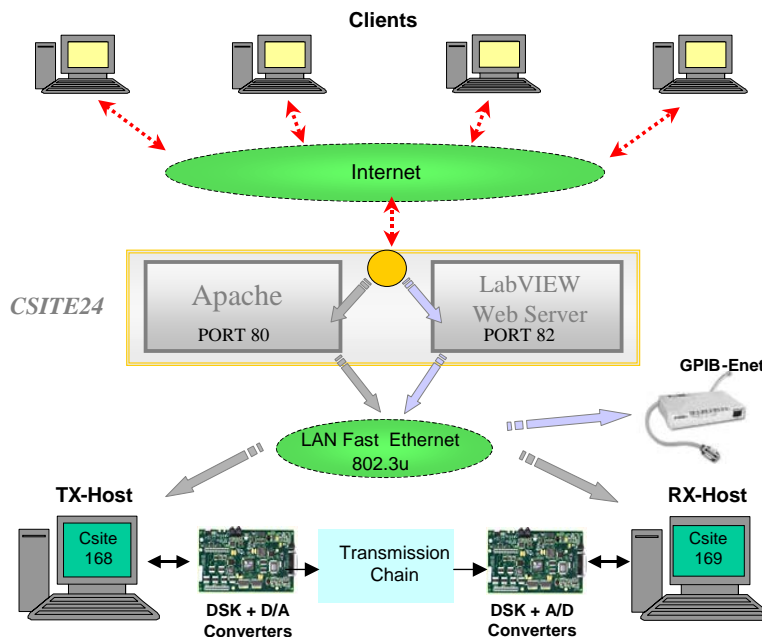 Clients
Internet
CSITE24
Apache
PORT 80
LabVIEW
Web Server
PORT 82
GPIB-Enet
LAN Fast Ethernet
802.3u
TX-Host
RX-Host
Csite
168
Transmission
Chain
Csite
169
DSK + D/A
Converters
DSK + A/D
Converters